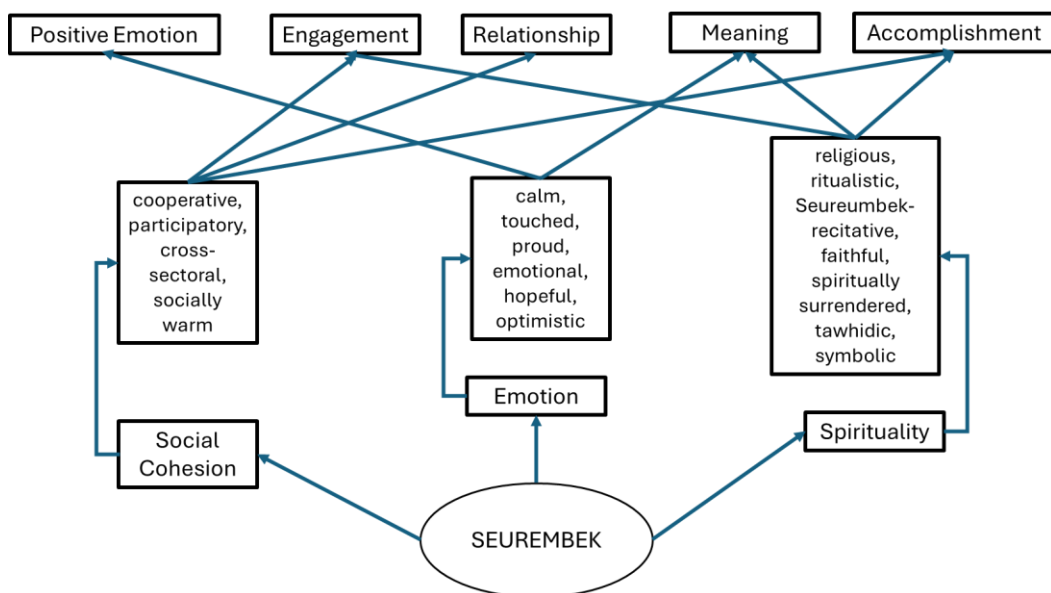 Positive Emotion
Engagement
Relationship
Meaning
Accomplishment
cooperative,
participatory,
cross-
sectoral,
socially
warm
calm,
touched,
proud,
emotional,
hopeful,
optimistic
religious,
ritualistic,
Seureumbek-
recitative,
faithful,
spiritually
surrendered,
tawhidic,
symbolic
Emotion
Social
Cohesion
Spirituality
SEUREMBEK